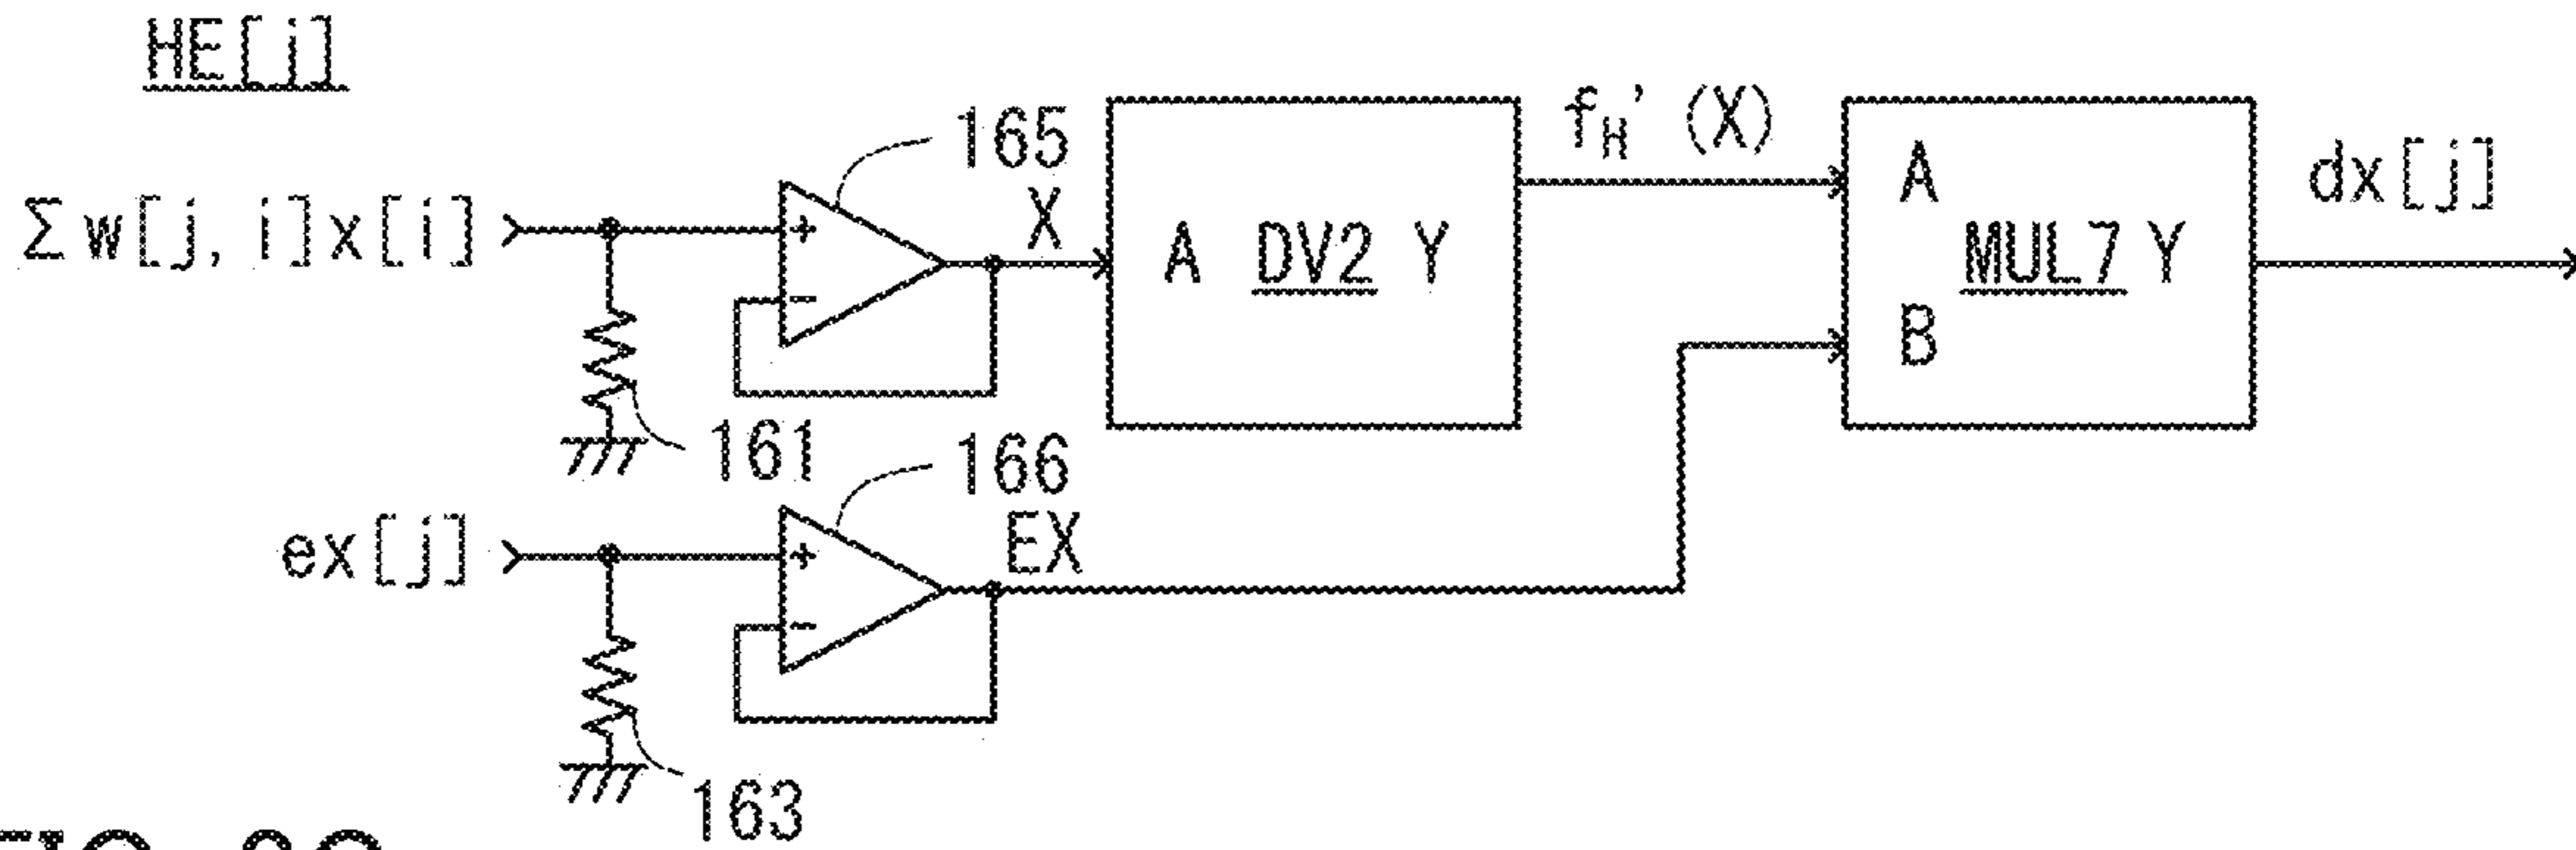 HE[j]
Σw[j, i]x[i]
165
X
+
−
161
A DV2 Y
f_H'(X)
A
MUL7 Y
B
dx[j]
ex[j]
166
EX
+
−
163